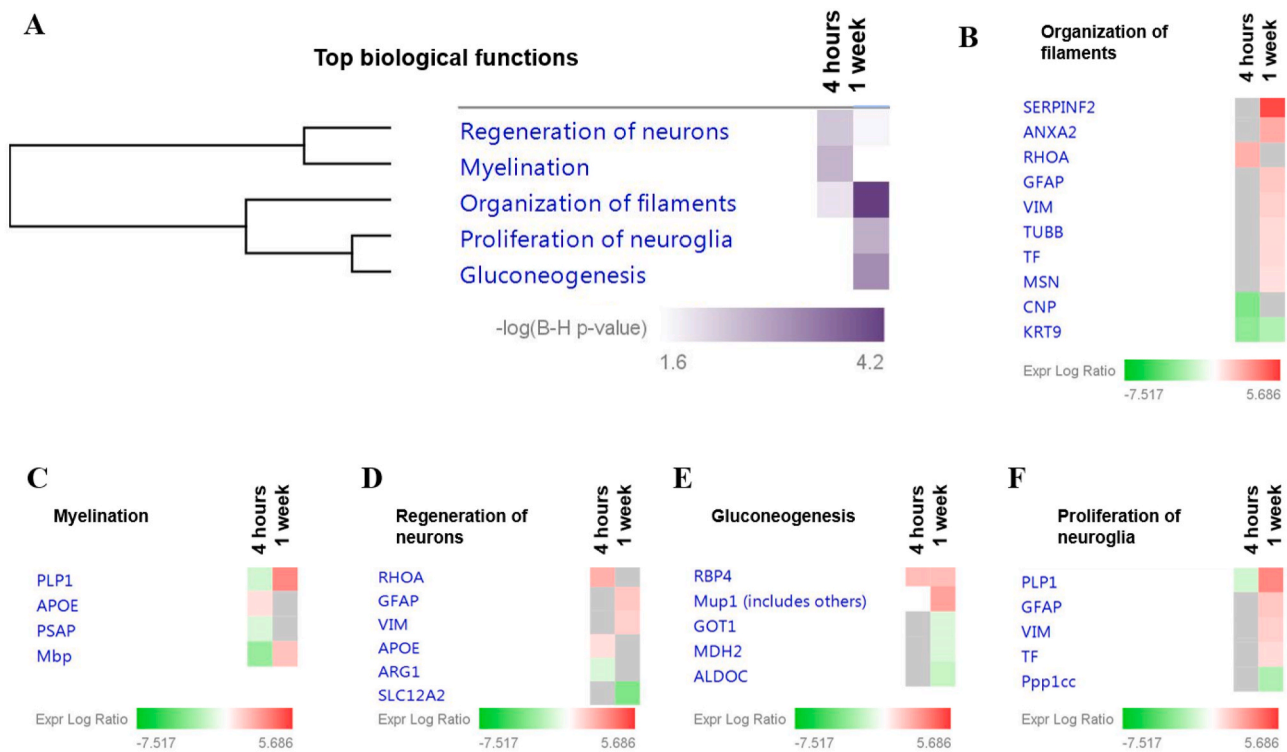 A
Top biological functions
4 hours
1 week
Regeneration of neurons
Myelination
Organization of filaments
Proliferation of neuroglia
Gluconeogenesis
-log(B-H p-value)
1.6 4.2
B
Organization of
filaments
4 hours
1 week
SERPINF2
ANXA2
RHOA
GFAP
VIM
TUBB
TF
MSN
CNP
KRT9
Expr Log Ratio
-7.517 5.686
C
Myelination
4 hours
1 week
PLP1
APOE
PSAP
Mbp
Expr Log Ratio
-7.517 5.686
D
Regeneration of
neurons
4 hours
1 week
RHOA
GFAP
VIM
APOE
ARG1
SLC12A2
Expr Log Ratio
-7.517 5.686
E
Gluconeogenesis
4 hours
1 week
RBP4
Mup1 (includes others)
GOT1
MDH2
ALDOC
Expr Log Ratio
-7.517 5.686
F
Proliferation of
neuroglia
4 hours
1 week
PLP1
GFAP
VIM
TF
Ppp1cc
Expr Log Ratio
-7.517 5.686